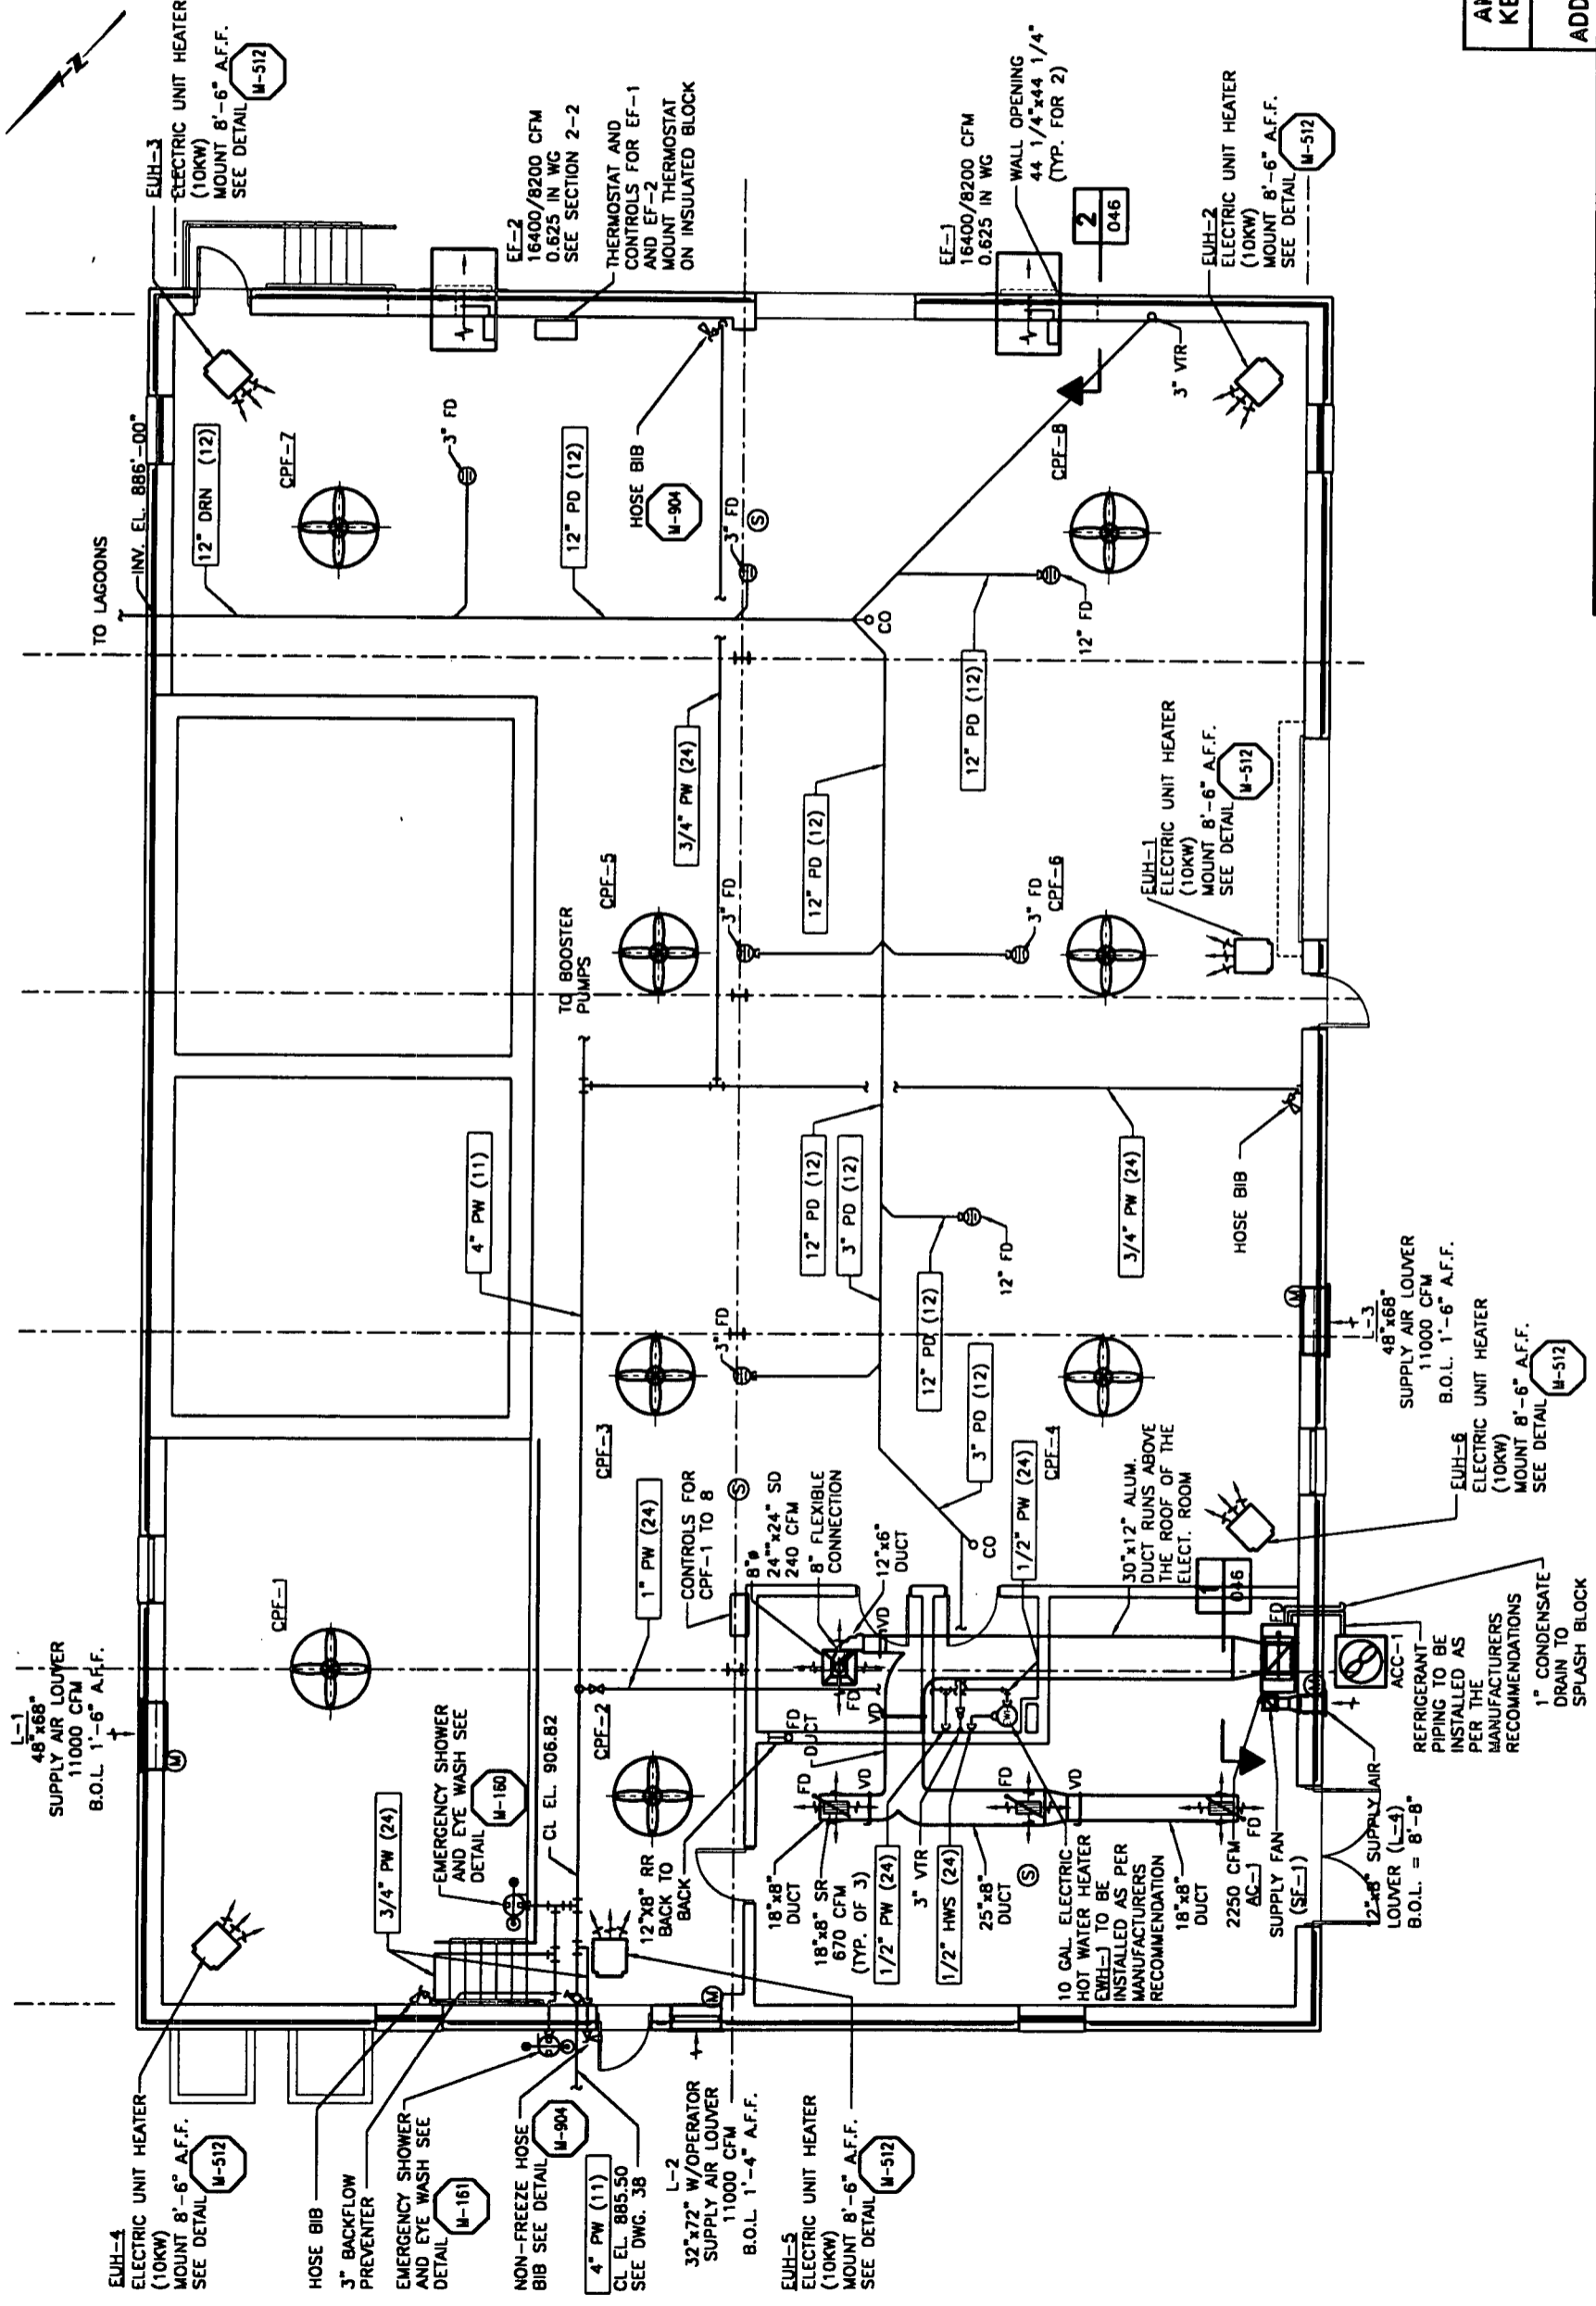 N
EUH-3
ELECTRIC UNIT HEATER
(10KW)
MOUNT 8'-6" A.F.F.
SEE DETAIL
M-512
TO LAGOONS
INV. EL. 886'-00"
12" DRN (12)
CPF-7
3" FD
12" PD (12)
HOSE BIB
M-904
3" FD
S
EF-2
16400/8200 CFM
0.625 IN WG
SEE SECTION 2-2
THERMOSTAT AND
CONTROLS FOR EF-1
AND EF-2
MOUNT THERMOSTAT
ON INSULATED BLOCK
EF-1
16400/8200 CFM
0.625 IN WG
WALL OPENING
44 1/4"x44 1/4"
(TYP. FOR 2)
2
046
3" VTR
EUH-2
ELECTRIC UNIT HEATER
(10KW)
MOUNT 8'-6" A.F.F.
SEE DETAIL
M-512
ADD
CO
CPF-8
12" FD
12" PD (12)
3/4" PW (24)
12" PD (12)
CPF-5
3" FD
3" FD
CPF-6
EUH-1
ELECTRIC UNIT HEATER
(10KW)
MOUNT 8'-6" A.F.F.
SEE DETAIL
M-512
TO BOOSTER
PUMPS
4" PW (11)
12" PD (12)
3" PD (12)
3/4" PW (24)
HOSE BIB
12" FD
12" PD (12)
3" FD
CPF-3
3" PD (12)
CPF-4
1/2" PW (24)
CO
L-3
48"x68"
SUPPLY AIR LOUVER
11000 CFM
B.O.L. 1'-6" A.F.F.
M
EUH-6
ELECTRIC UNIT HEATER
(10KW)
MOUNT 8'-6" A.F.F.
SEE DETAIL
M-512
L-1
48"x68"
SUPPLY AIR LOUVER
11000 CFM
B.O.L. 1'-6" A.F.F.
M
CPF-1
1" PW (24)
CONTROLS FOR
CPF-1 TO 8
S
8"ø
24""x24" SD
240 CFM
8" FLEXIBLE
CONNECTION
12"x6"
DUCT
30"x12" ALUM.
DUCT RUNS ABOVE
THE ROOF OF THE
ELECT. ROOM
1
046
FD
VD
FD
VD
FD
ACC-1
REFRIGERANT
PIPING TO BE
INSTALLED AS
PER THE
MANUFACTURERS
RECOMMENDATIONS
1" CONDENSATE
DRAIN TO
SPLASH BLOCK
EMERGENCY SHOWER
AND EYE WASH SEE
DETAIL
M-160
3/4" PW (24)
CL EL. 906.82
CPF-2
12"x8" RR
BACK TO
BACK
FD
DUCT
18"x8"
DUCT
FD
VD
18"x8" SR
670 CFM
(TYP. OF 3)
1/2" PW (24)
3" VTR
1/2" HWS (24)
25"x8"
DUCT
FD
VD
S
10 GAL. ELECTRIC
HOT WATER HEATER
EWH-1 TO BE
INSTALLED AS PER
MANUFACTURERS
RECOMMENDATION
18"x8"
DUCT
FD
2250 CFM
AC-1
SUPPLY FAN
(SF-1)
M
12"x8" SUPPLY AIR
LOUVER (L-4)
B.O.L. = 8'-8"
EUH-4
ELECTRIC UNIT HEATER
(10KW)
MOUNT 8'-6" A.F.F.
SEE DETAIL
M-512
HOSE BIB
3" BACKFLOW
PREVENTER
EMERGENCY SHOWER
AND EYE WASH SEE
DETAIL
M-161
NON-FREEZE HOSE
BIB SEE DETAIL
M-904
4" PW (11)
CL EL. 885.50
SEE DWG. 38
L-2
32"x72" W/OPERATOR
SUPPLY AIR LOUVER
11000 CFM
B.O.L. 1'-4" A.F.F.
M
EUH-5
ELECTRIC UNIT HEATER
(10KW)
MOUNT 8'-6" A.F.F.
SEE DETAIL
M-512